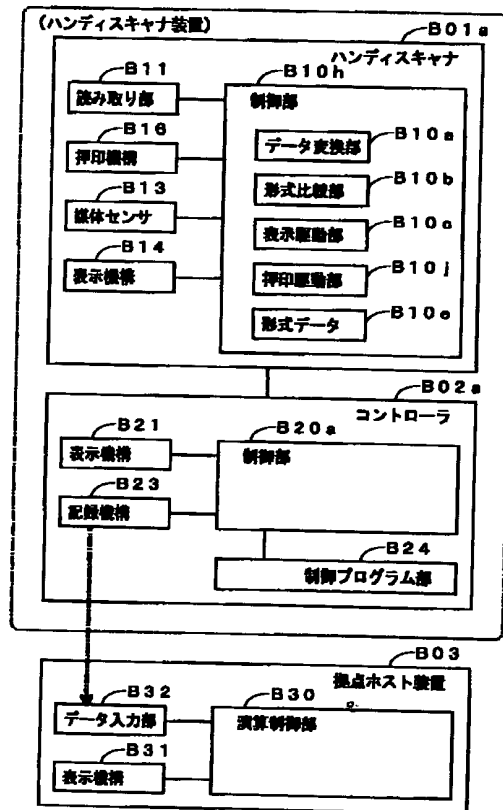 (ハンディスキャナ装置)
B01a
ハンディスキャナ
B11
読み取り部
B10h
制御部
B16
押印機構
B10a
データ変換部
B13
媒体センサ
B10b
形式比較部
B14
表示機構
B10c
表示駆動部
B10j
押印駆動部
B10e
形式データ
B02a
コントローラ
B21
表示機構
B20a
制御部
B23
記録機構
B24
制御プログラム部
B03
拠点ホスト装置
B32
データ入力部
B30
演算制御部
B31
表示機構